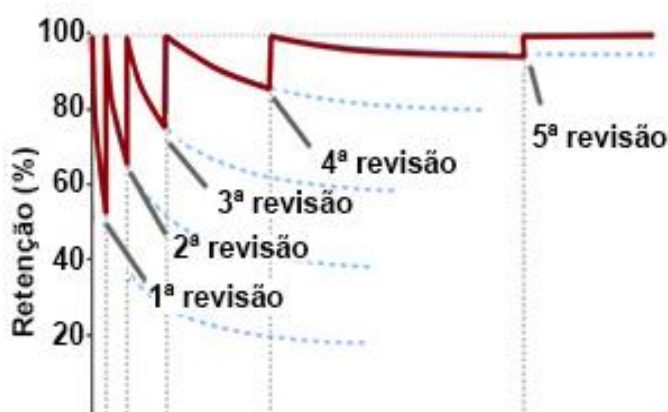 100
80
60
40
20
Retenção (%)
1ª revisão
2ª revisão
3ª revisão
4ª revisão
5ª revisão